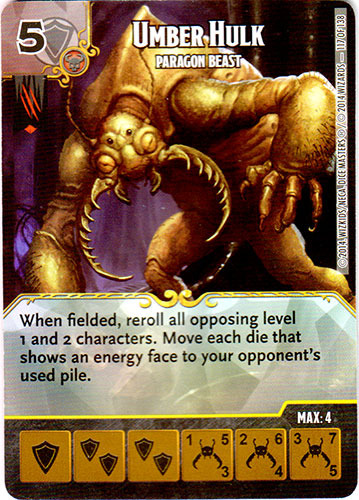 5
UMBER HULK
PARAGON BEAST
When fielded, reroll all opposing level
1 and 2 characters. Move each die that
shows an energy face to your opponent's
used pile.
MAX: 4
1 5
3
2 6
4
3 7
5
©2014 WIZKIDS/NECA. DICE MASTERS ©/© 2014 WIZARDS — 117/OF/138